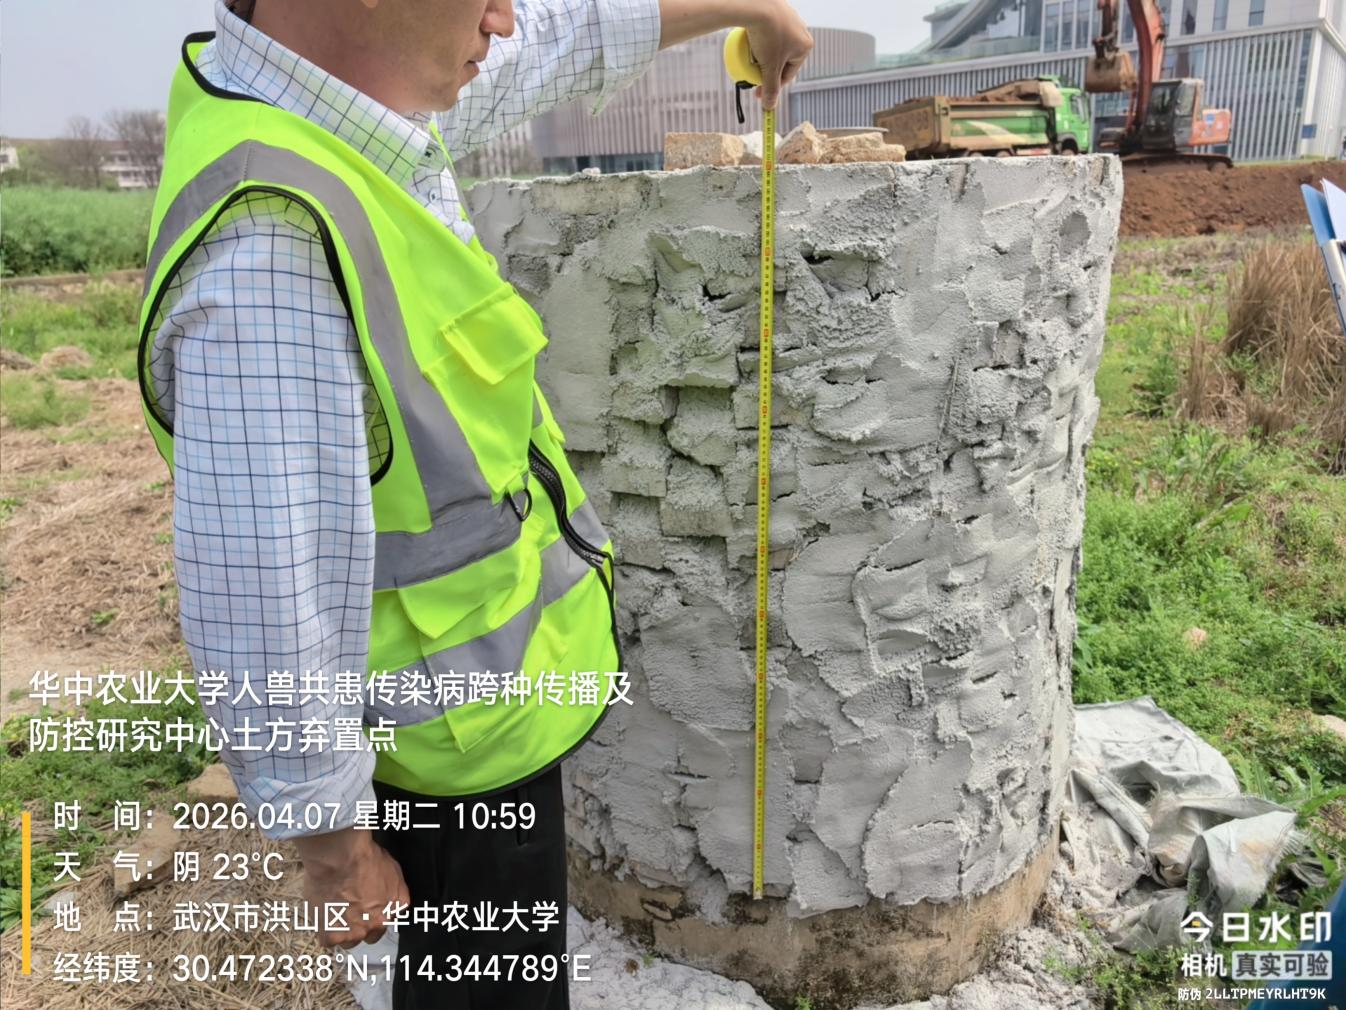 华中农业大学人兽共患传染病跨种传播及
防控研究中心土方弃置点
时 间：2026.04.07 星期二 10:59
天 气：阴 23°C
地 点：武汉市洪山区·华中农业大学
经纬度：30.472338°N,114.344789°E
今日水印
相机 真实可验
防伪 2LLTPMEYRLHT9K